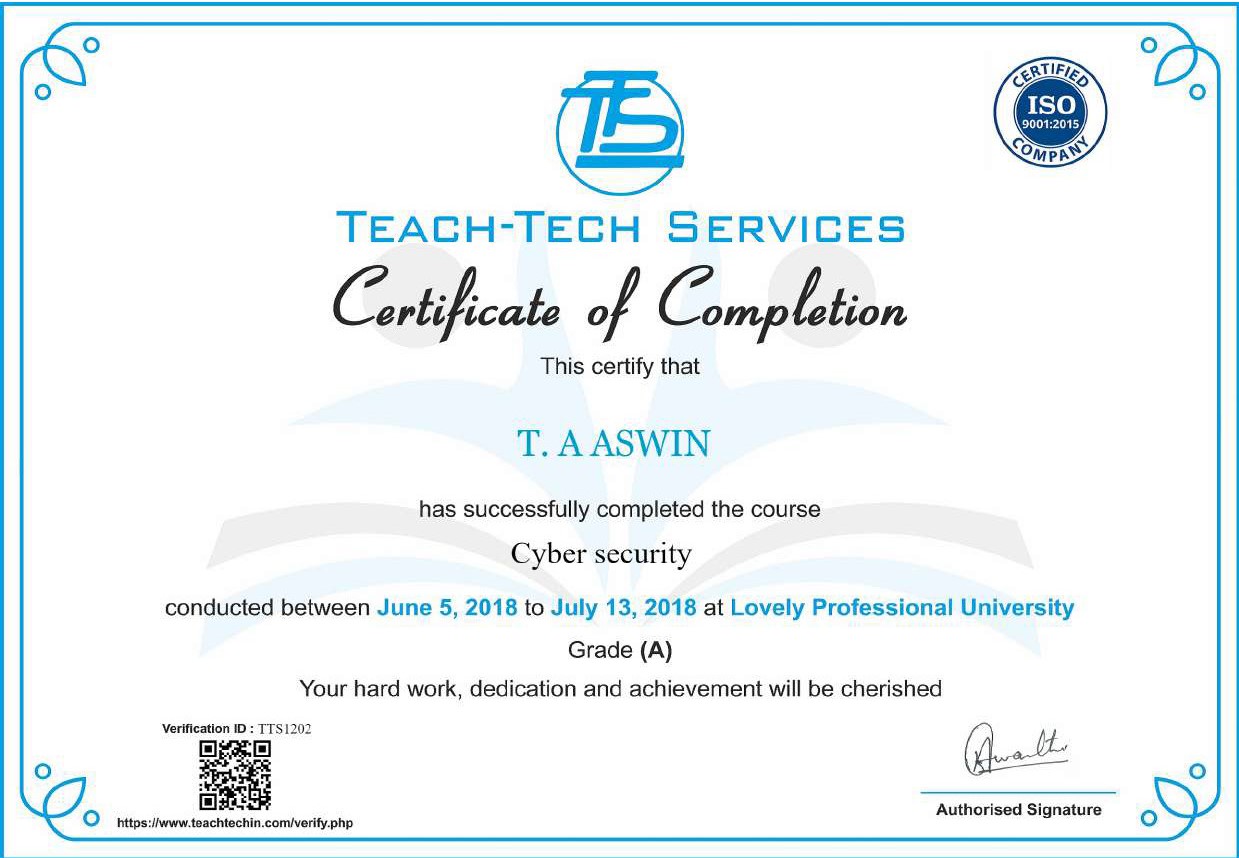 TTS
CERTIFIED
ISO
9001:2015
COMPANY
TEACH-TECH SERVICES
Certificate of Completion
This certify that
T. A ASWIN
has successfully completed the course
Cyber security
conducted between June 5, 2018 to July 13, 2018 at Lovely Professional University
Grade (A)
Your hard work, dedication and achievement will be cherished
Verification ID : TTS1202
https://www.teachtechin.com/verify.php
Authorised Signature